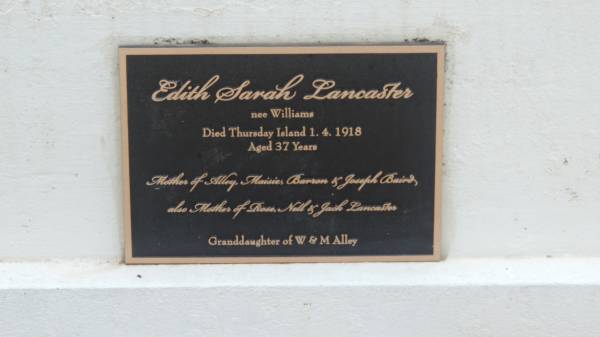 Edith Sarah Lancaster
nee Williams
Died Thursday Island 1. 4. 1918
Aged 37 Years
Mother of Alley, Maisie, Barron & Joseph Baird,
also Mother of Rose, Nell & Jack Lancaster
Granddaughter of W & M Alley